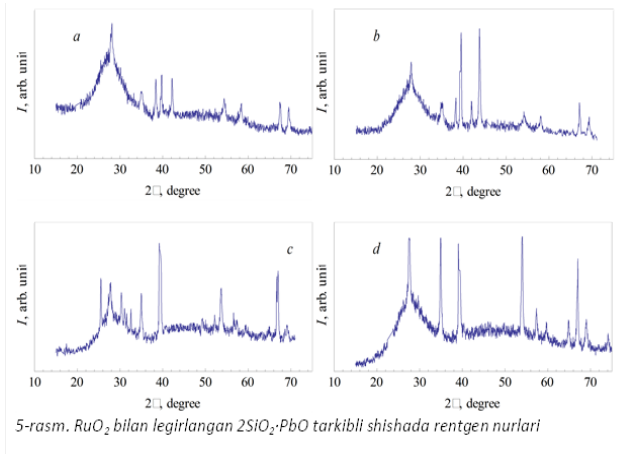 a
b
I, arb. unit
I, arb. unit
10 20 30 40 50 60 70
10 20 30 40 50 60 70
2□, degree
2□, degree
c
d
I, arb. unit
I, arb. unit
10 20 30 40 50 60 70
10 20 30 40 50 60 70
2□, degree
2□, degree
5-rasm. RuO₂ bilan legirlangan 2SiO₂·PbO tarkibli shishada rentgen nurlari